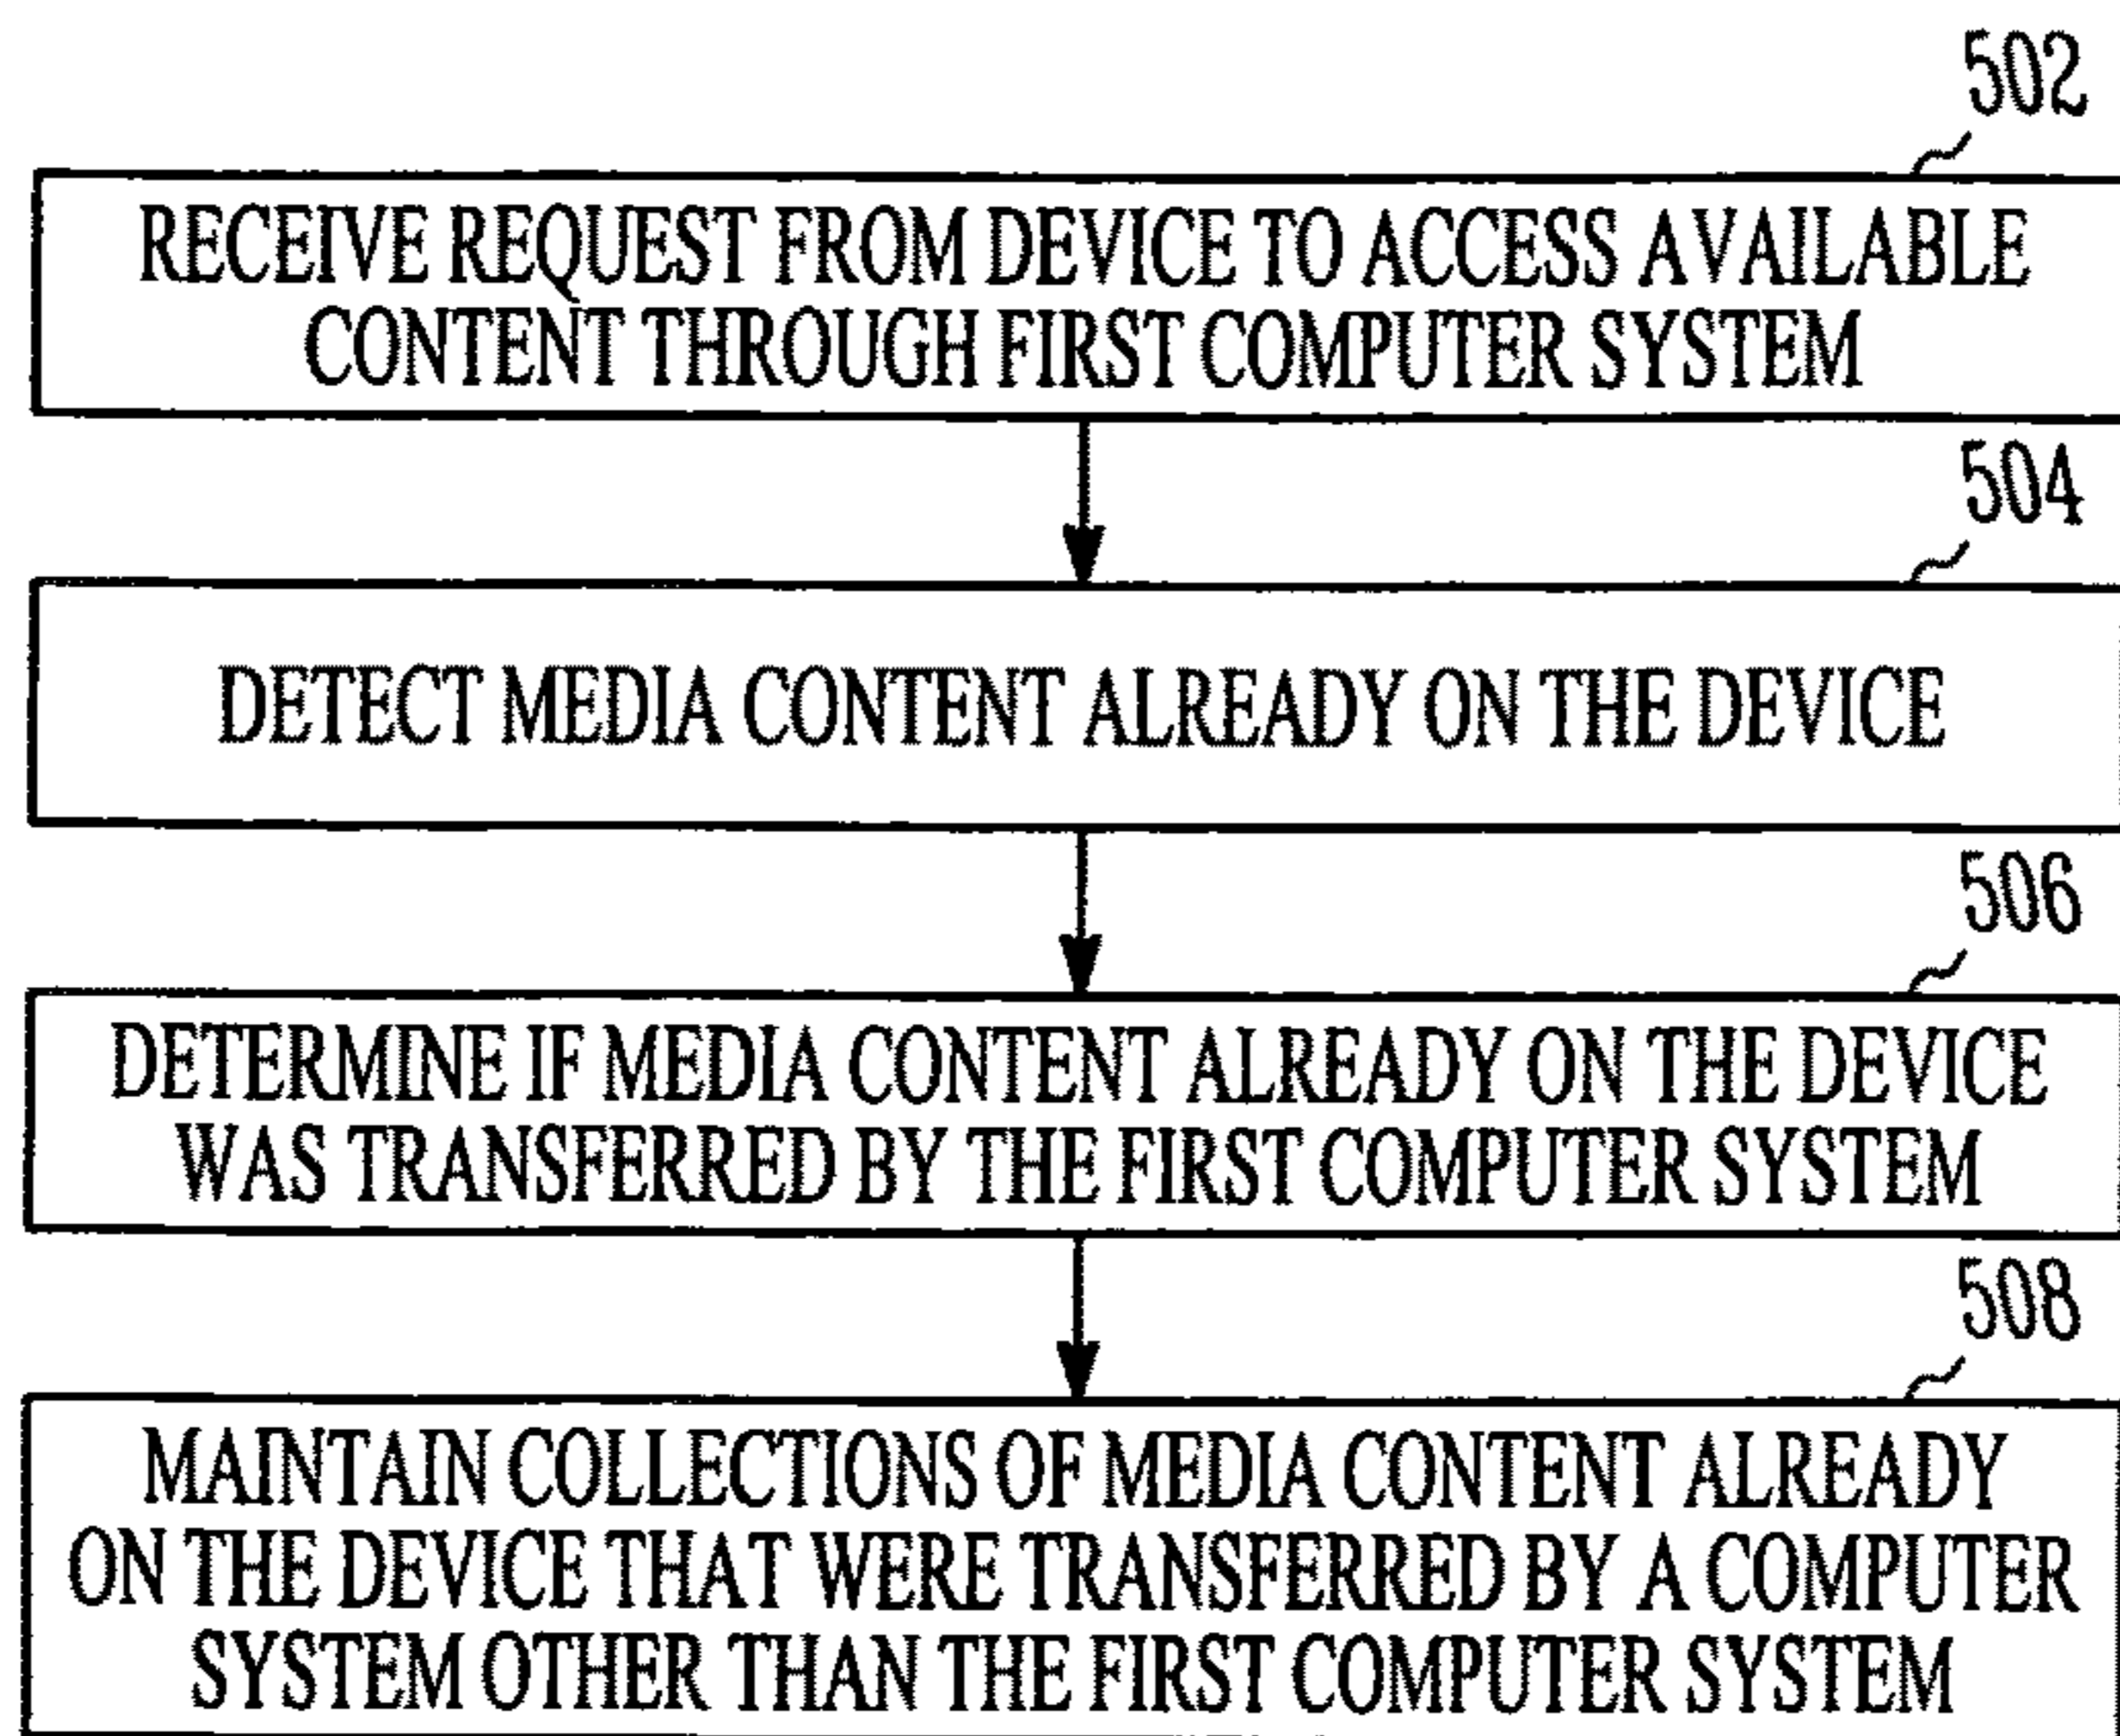 502
RECEIVE REQUEST FROM DEVICE TO ACCESS AVAILABLE
CONTENT THROUGH FIRST COMPUTER SYSTEM
504
DETECT MEDIA CONTENT ALREADY ON THE DEVICE
506
DETERMINE IF MEDIA CONTENT ALREADY ON THE DEVICE
WAS TRANSFERRED BY THE FIRST COMPUTER SYSTEM
508
MAINTAIN COLLECTIONS OF MEDIA CONTENT ALREADY
ON THE DEVICE THAT WERE TRANSFERRED BY A COMPUTER
SYSTEM OTHER THAN THE FIRST COMPUTER SYSTEM